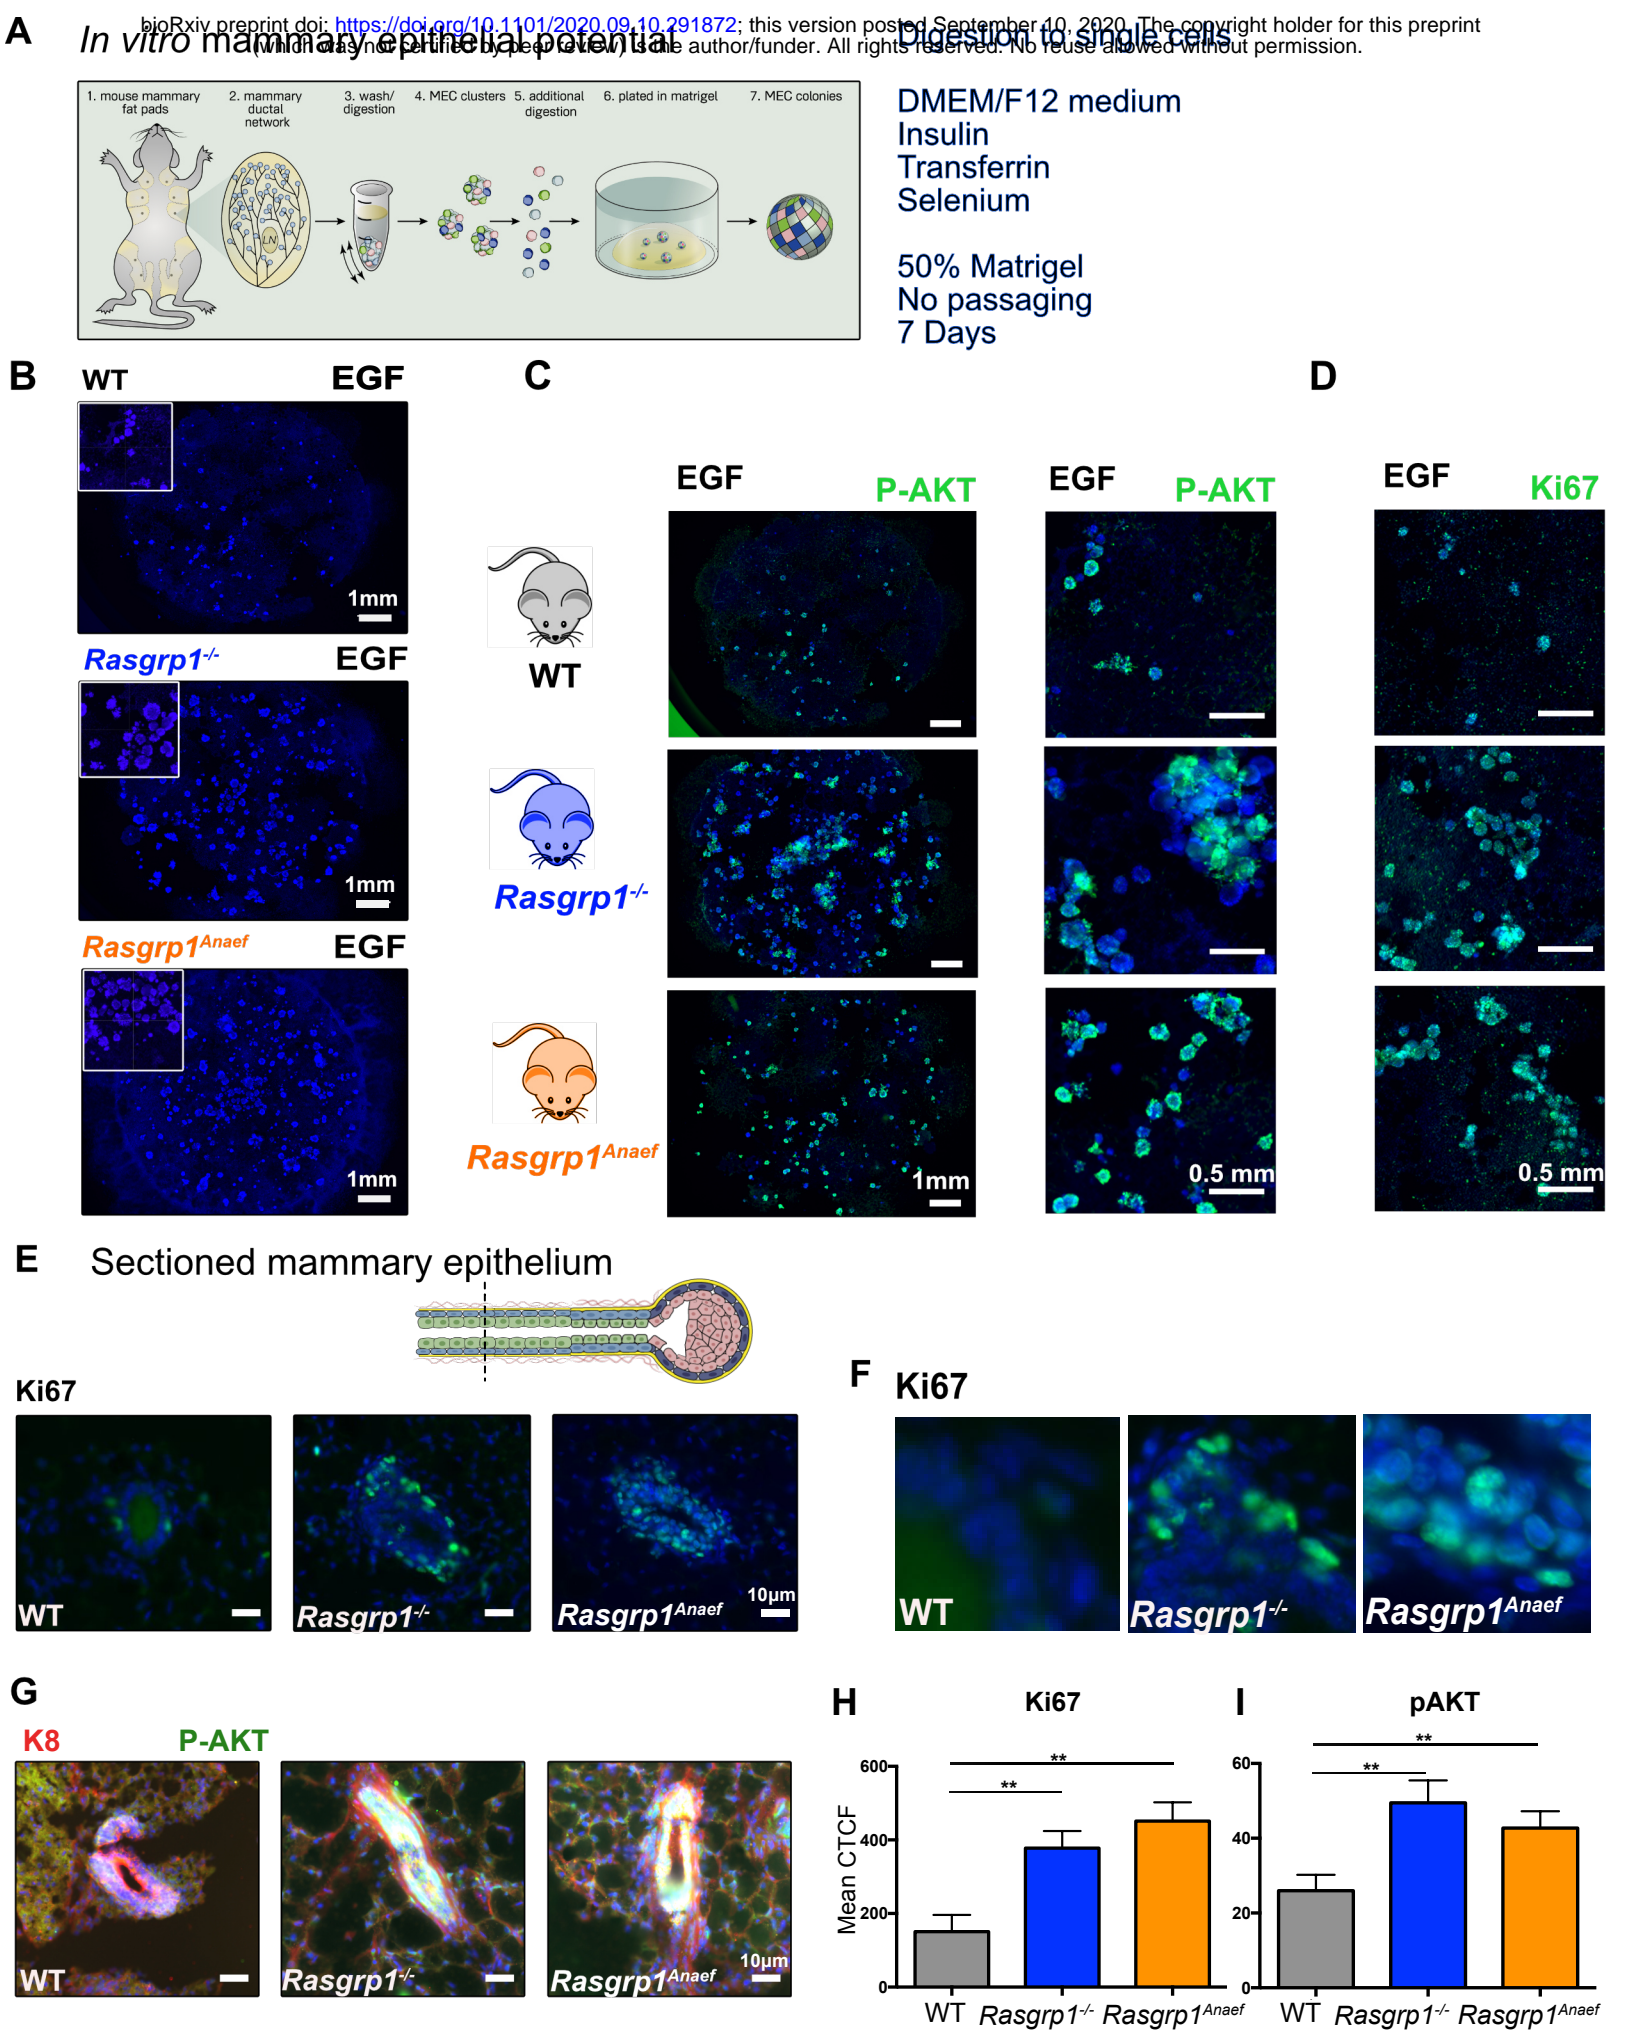 bioRxiv preprint doi: https://doi.org/10.1101/2020.09.10.291872; this version posted September 10, 2020. The copyright holder for this preprint
(which was not certified by peer review) is the author/funder. All rights reserved. No reuse allowed without permission.
A
In vitro mammary epithelial potential
Digestion to single cells
1. mouse mammary fat pads
2. mammary ductal network
3. wash/ digestion
4. MEC clusters
5. additional digestion
6. plated in matrigel
7. MEC colonies
LN
DMEM/F12 medium
Insulin
Transferrin
Selenium
50% Matrigel
No passaging
7 Days
B
WT EGF
1mm
Rasgrp1-/- EGF
1mm
Rasgrp1Anaef EGF
1mm
C
EGF P-AKT
EGF P-AKT
WT
Rasgrp1-/-
Rasgrp1Anaef
1mm
0.5 mm
D
EGF Ki67
0.5 mm
E
Sectioned mammary epithelium
Ki67
WT
Rasgrp1-/-
Rasgrp1Anaef
10µm
F
Ki67
WT
Rasgrp1-/-
Rasgrp1Anaef
G
K8 P-AKT
WT
Rasgrp1-/-
Rasgrp1Anaef
10µm
H
Ki67
**
**
600
400
200
0
Mean CTCF
WT Rasgrp1-/- Rasgrp1Anaef
I
pAKT
**
**
60
40
20
0
WT Rasgrp1-/- Rasgrp1Anaef